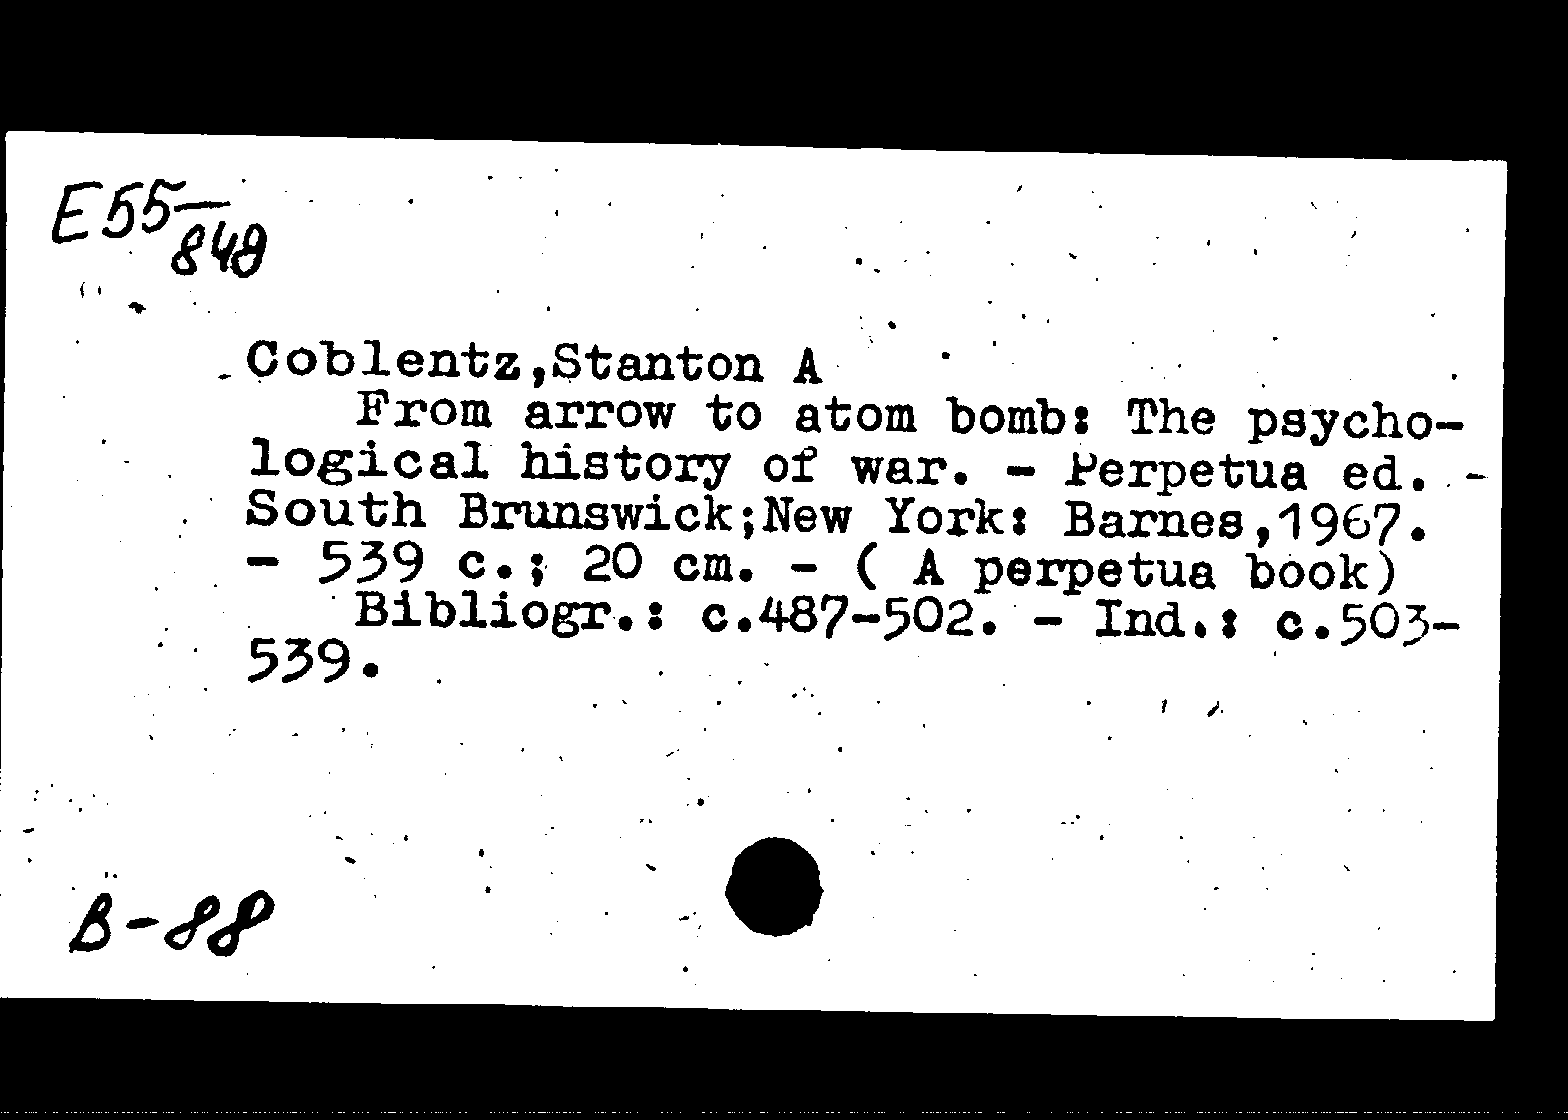 E55—
848
Coblentz,Stanton A
From arrow to atom bomb: The psycho-
logical history of war. - Perpetua ed. -
South Brunswick;New York: Barnes,1967.
- 539 c.; 20 cm. - ( A perpetua book)
Bibliogr.: c.487-502. - Ind.: c.503-
539.
B-88